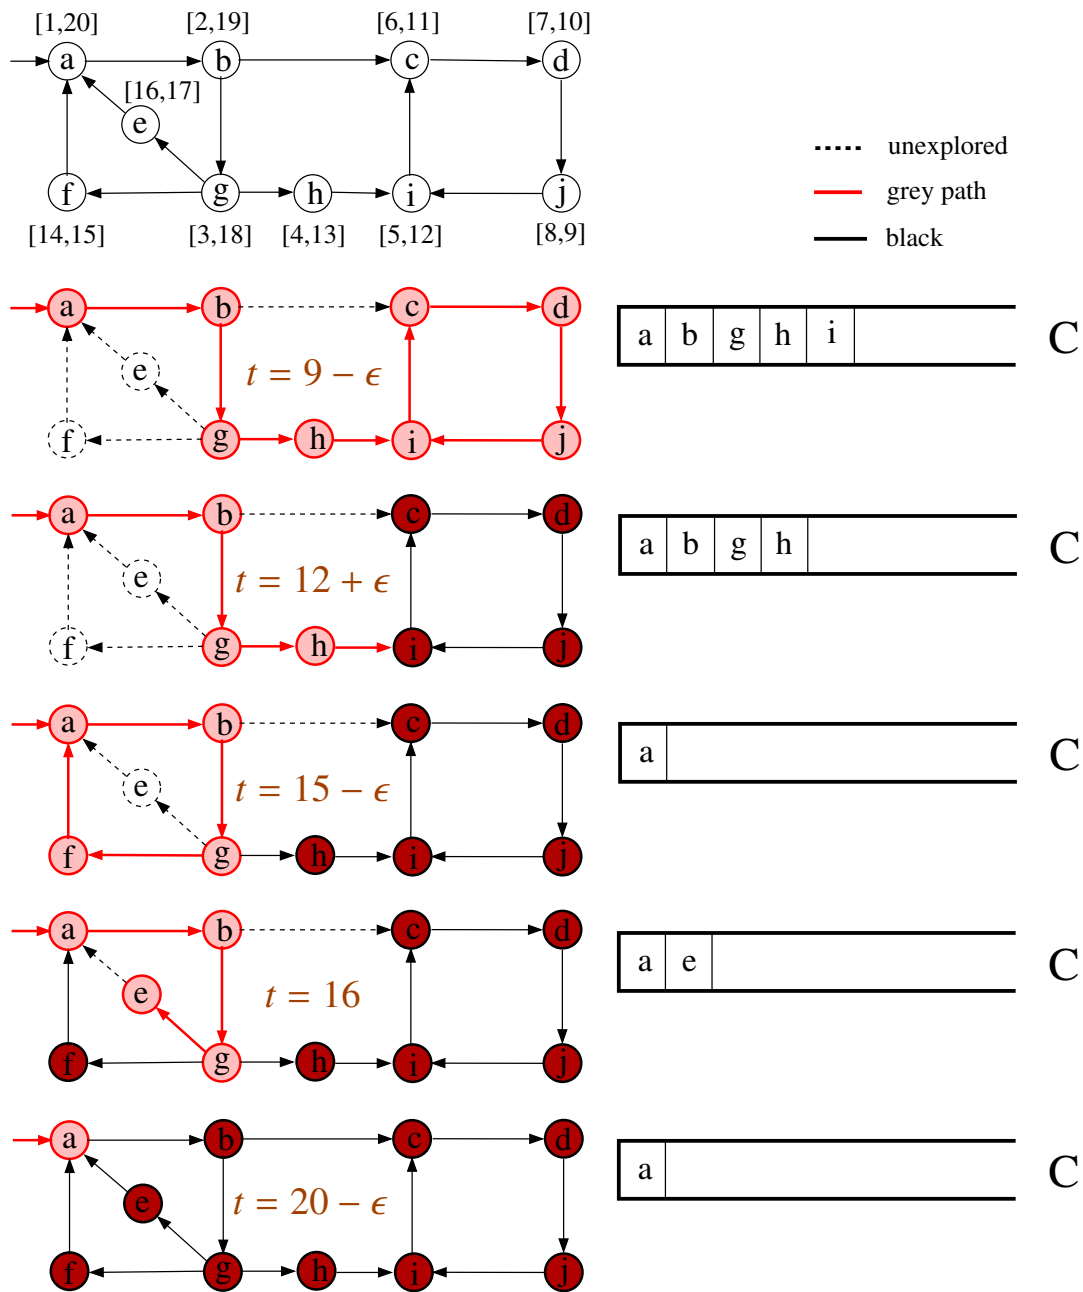 [1,20] [2,19] [6,11] [7,10]
a b c d
[16,17]
e
unexplored
f g h i j
grey path
[14,15] [3,18] [4,13] [5,12] [8,9]
black
a b c d
a b g h i C
e t = 9 − ϵ
f g h i j
a b c d
a b g h C
e t = 12 + ϵ
f g h i j
a b c d
a C
e t = 15 − ϵ
f g h i j
a b c d
a e C
e t = 16
f g h i j
a b c d
a C
e t = 20 − ϵ
f g h i j